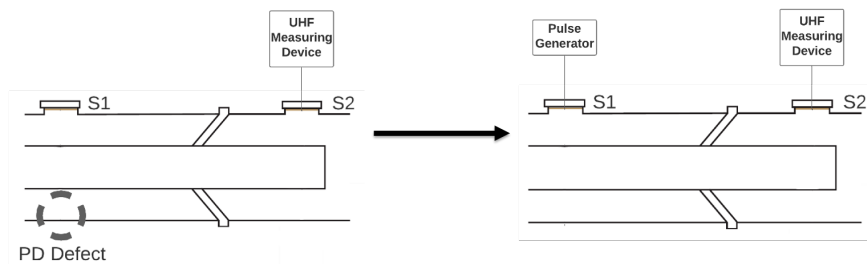 UHF
Measuring
Device
S1
S2
PD Defect
Pulse
Generator
UHF
Measuring
Device
S1
S2